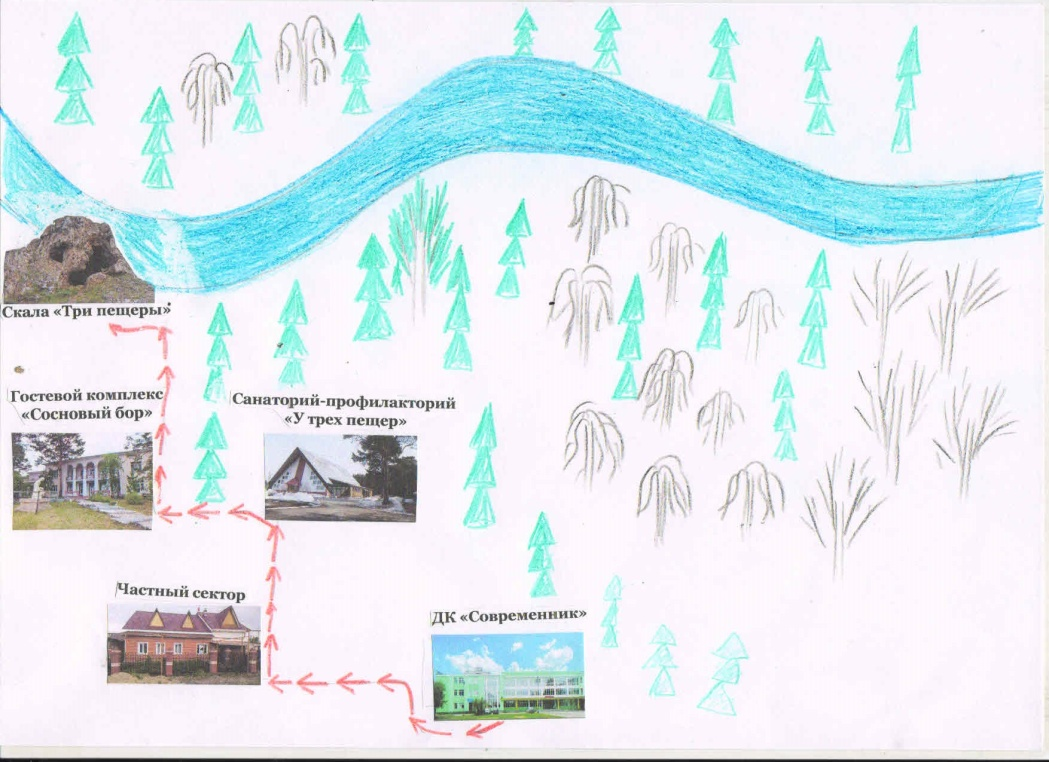 Скала «Три пещеры»
Гостевой комплекс
«Сосновый бор»
Санаторий-профилакторий
«У трех пещер»
Частный сектор
ДК «Современник»